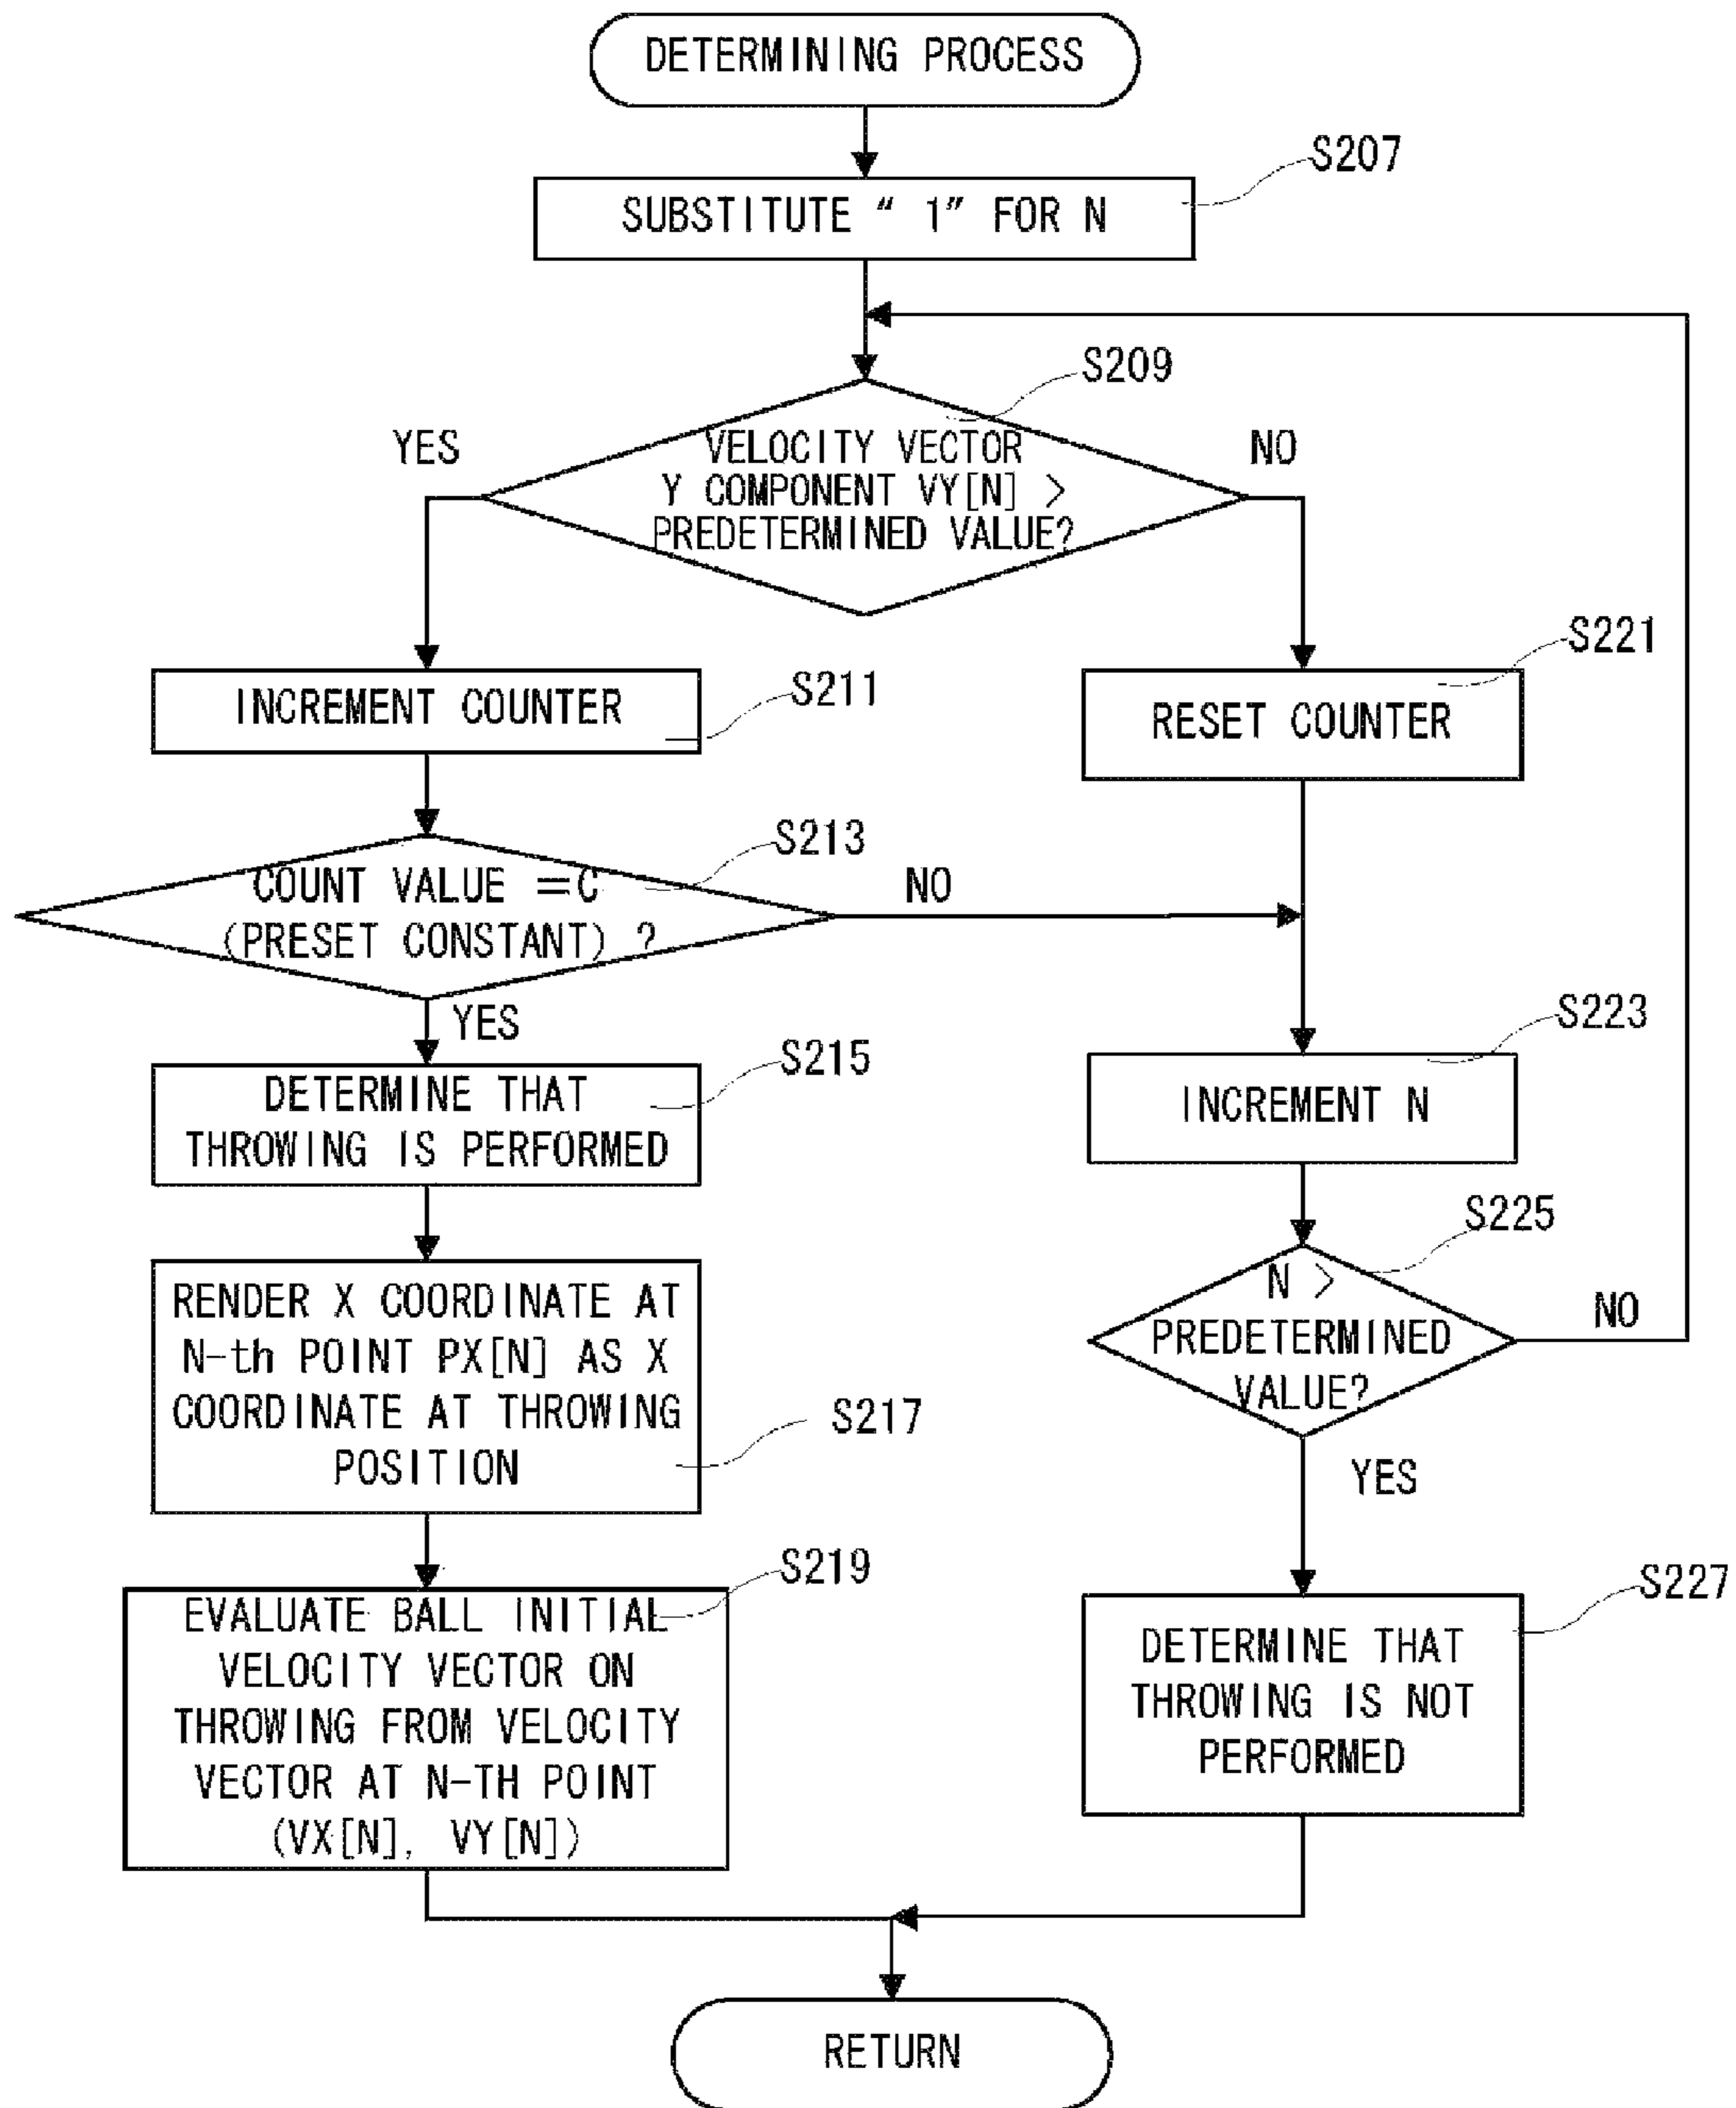 DETERMINING PROCESS
S207
SUBSTITUTE “ 1” FOR N
S209
YES
NO
VELOCITY VECTOR
Y COMPONENT VY[N] >
PREDETERMINED VALUE?
S221
S211
INCREMENT COUNTER
RESET COUNTER
S213
COUNT VALUE =C
(PRESET CONSTANT) ?
NO
YES
S223
S215
DETERMINE THAT
THROWING IS PERFORMED
INCREMENT N
S225
RENDER X COORDINATE AT
N-th POINT PX[N] AS X
COORDINATE AT THROWING
POSITION
S217
N >
PREDETERMINED
VALUE?
NO
YES
S219
EVALUATE BALL INITIAL
VELOCITY VECTOR ON
THROWING FROM VELOCITY
VECTOR AT N-TH POINT
(VX[N], VY[N])
S227
DETERMINE THAT
THROWING IS NOT
PERFORMED
RETURN